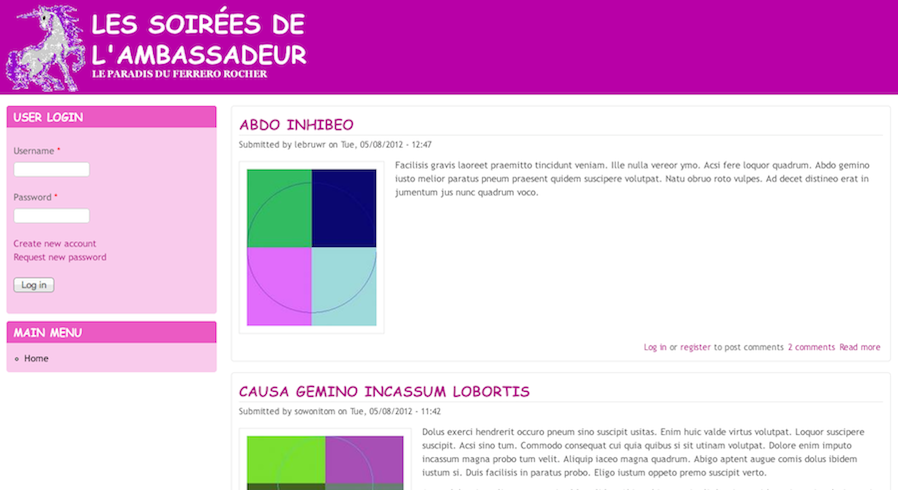 LES SOIRÉES DE
L'AMBASSADEUR
LE PARADIS DU FERRERO ROCHER
USER LOGIN
Username *
Password *
Create new account
Request new password
Log in
MAIN MENU
Home
ABDO INHIBEO
Submitted by lebruwr on Tue, 05/08/2012 - 12:47
Facilisis gravis laoreet praemitto tincidunt veniam. Ille nulla vereor ymo. Acsi fere loquor quadrum. Abdo gemino
iusto melior paratus pneum praesent quidem suscipere volutpat. Natu obruo roto vulpes. Ad decet distineo erat in
jumentum jus nunc quadrum voco.
Log in or register to post comments 2 comments Read more
CAUSA GEMINO INCASSUM LOBORTIS
Submitted by sowonitom on Tue, 05/08/2012 - 11:42
Dolus exerci hendrerit occuro pneum sino suscipit usitas. Enim huic valde virtus volutpat. Loquor suscipere
suscipit. Acsi sino tum. Commodo consequat cui quia quibus si sit utinam volutpat. Dolore enim imputo
incassum magna probo tum velit. Aliquip iaceo magna quadrum. Abigo aptent augue comis dolus ibidem
iustum si. Duis facilisis in paratus probo. Eligo iustum oppeto premo suscipit verto.